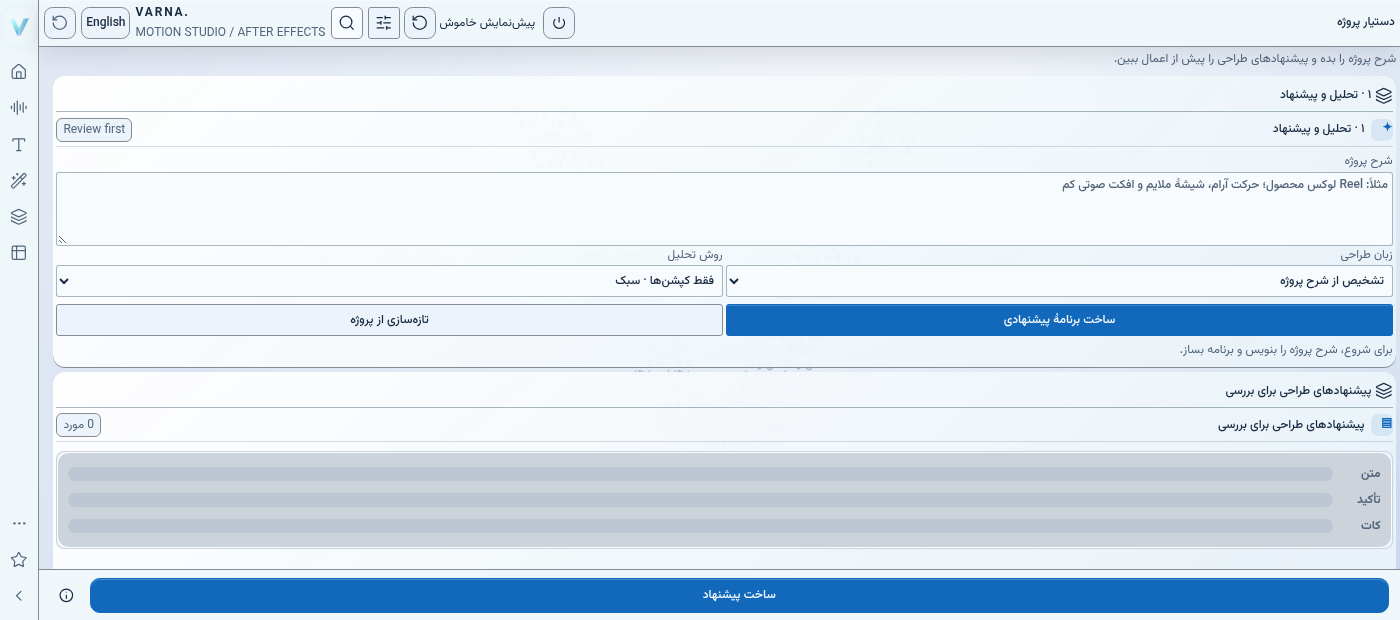 دستیار پروژه
پیش‌نمایش خاموش
VARNA.
MOTION STUDIO / AFTER EFFECTS
English
شرح پروژه را بده و پیشنهادهای طراحی را پیش از اعمال ببین.
۱ · تحلیل و پیشنهاد
۱ · تحلیل و پیشنهاد
Review first
شرح پروژه
مثلاً: Reel لوکس محصول؛ حرکت آرام، شیشهٔ ملایم و افکت صوتی کم
زبان طراحی
روش تحلیل
تشخیص از شرح پروژه
فقط کپشن‌ها · سبک
ساخت برنامهٔ پیشنهادی
تازه‌سازی از پروژه
برای شروع، شرح پروژه را بنویس و برنامه بساز.
پیشنهادهای طراحی برای بررسی
پیشنهادهای طراحی برای بررسی
0 مورد
متن
تأکید
کات
ساخت پیشنهاد